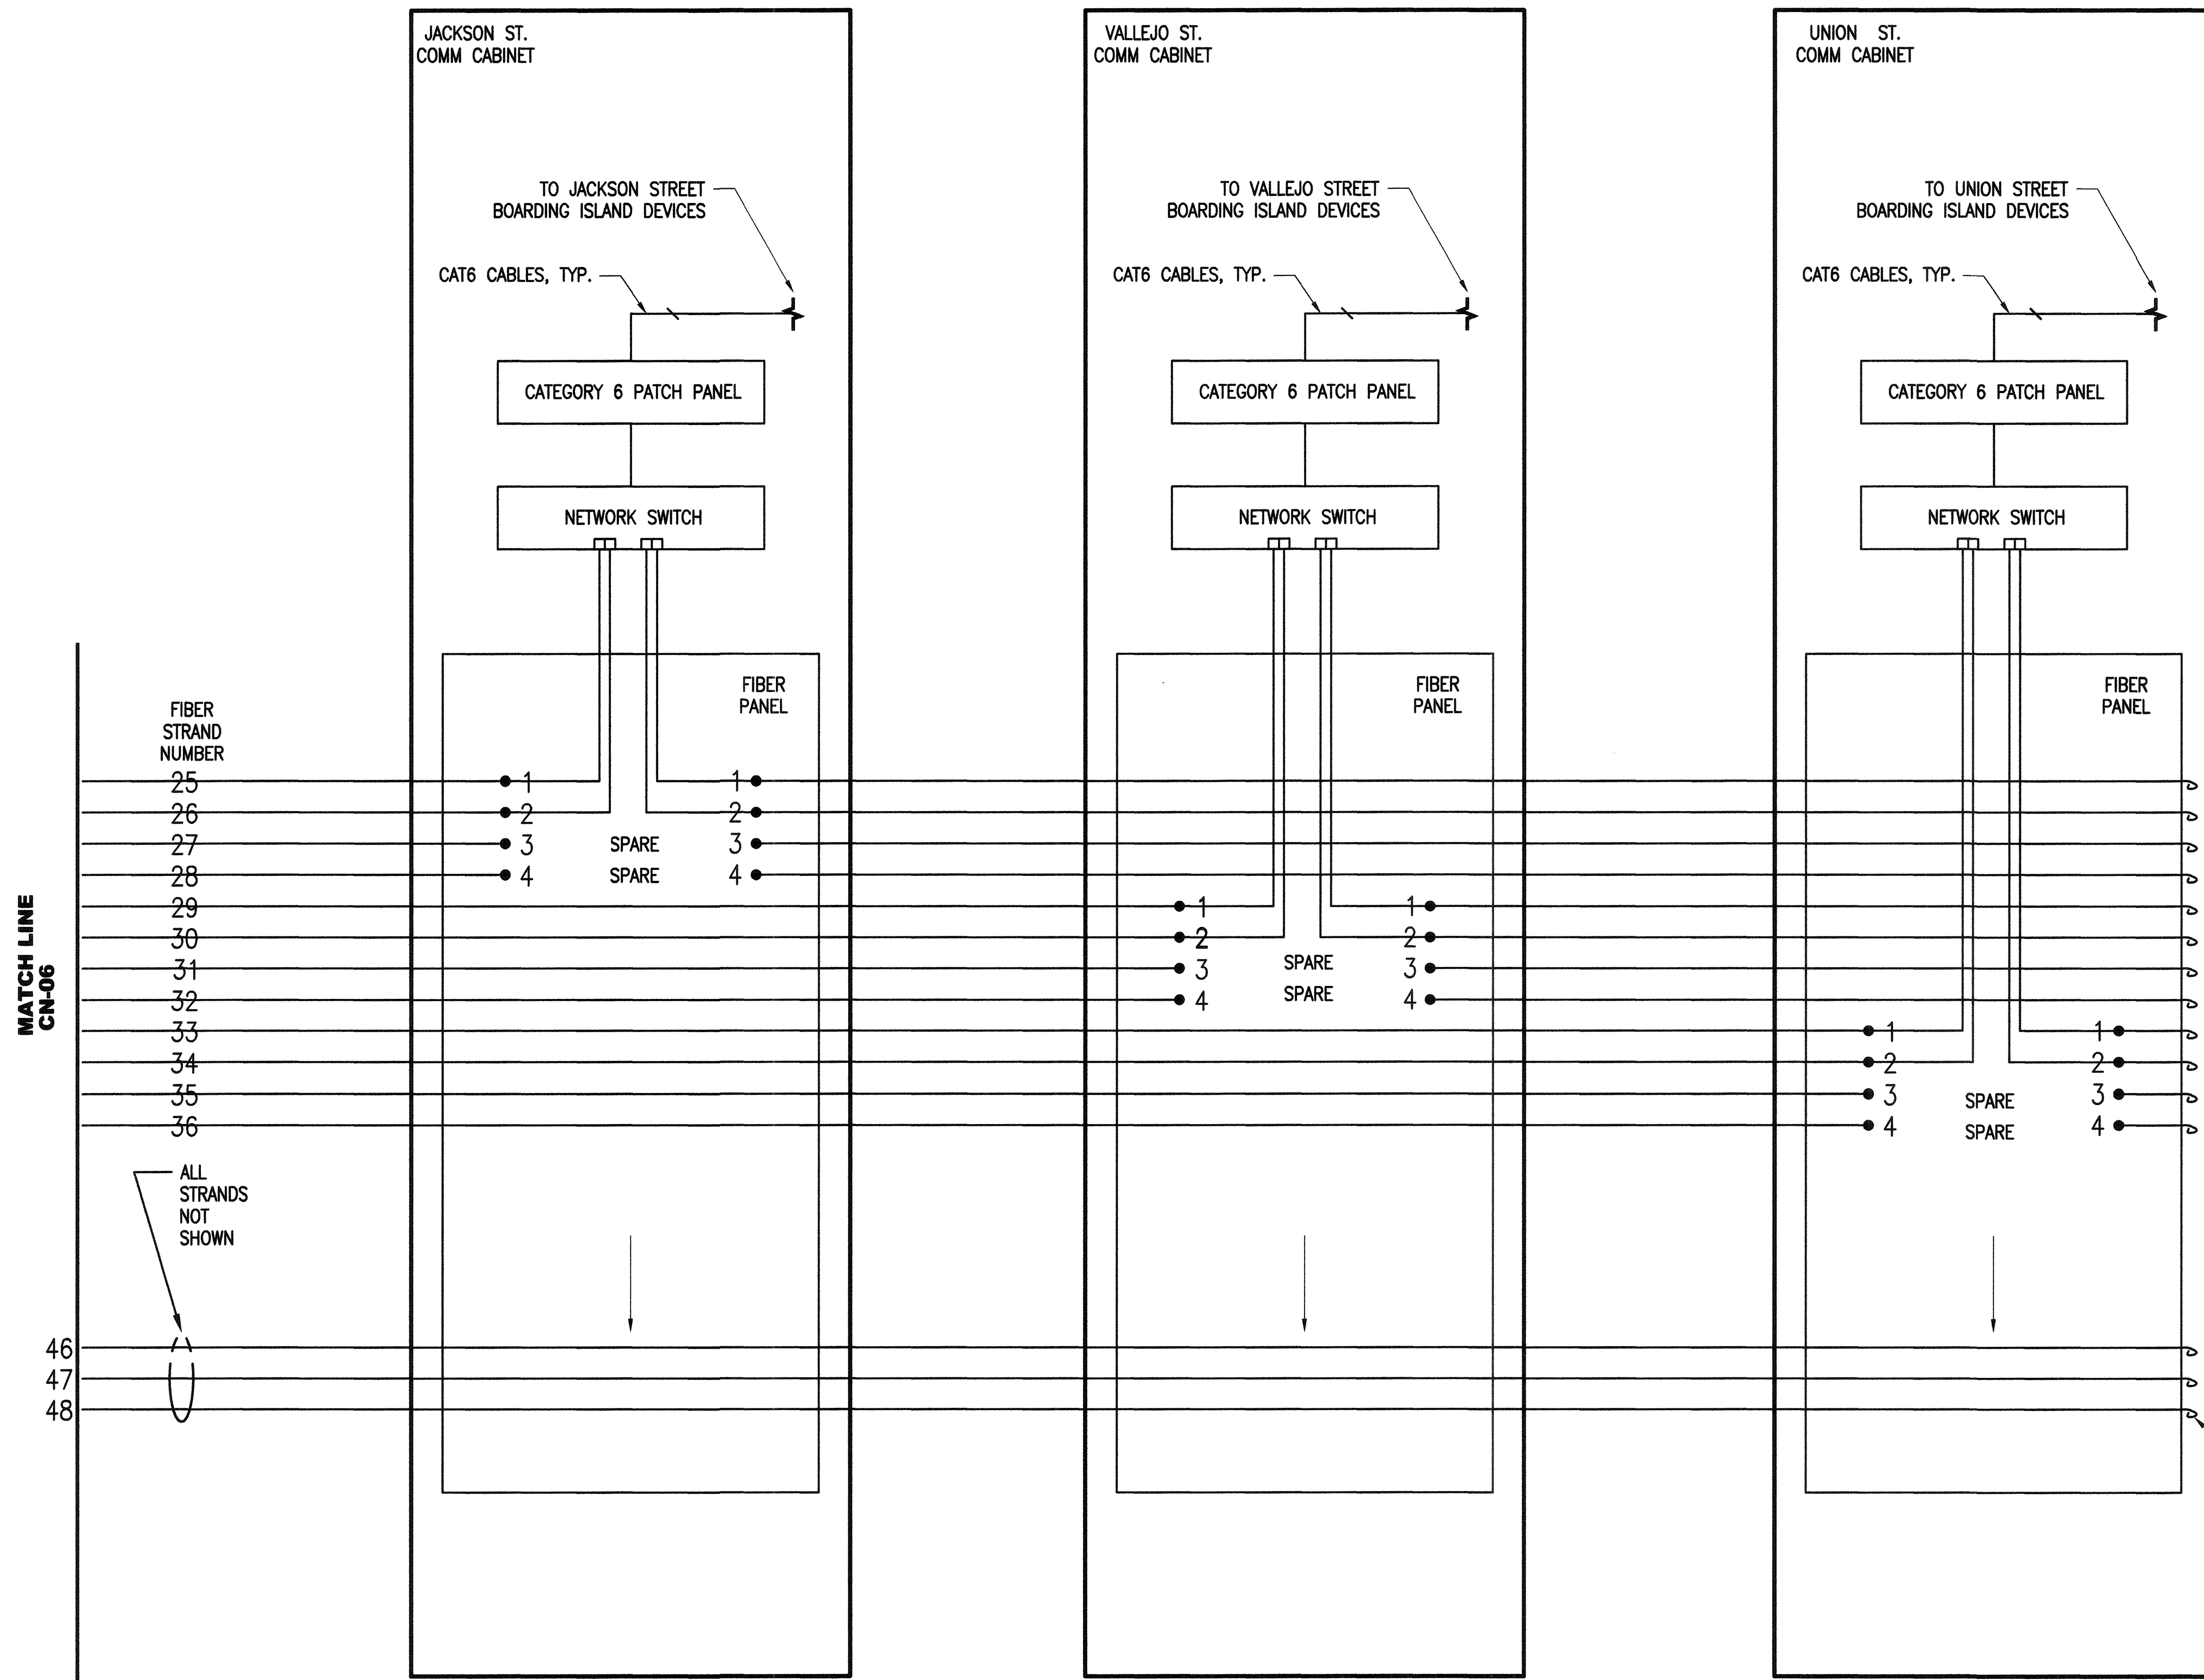 JACKSON ST.
COMM CABINET
TO JACKSON STREET
BOARDING ISLAND DEVICES
CAT6 CABLES, TYP.
CATEGORY 6 PATCH PANEL
NETWORK SWITCH
FIBER
PANEL
1 1
2 2
3 SPARE 3
4 SPARE 4
VALLEJO ST.
COMM CABINET
TO VALLEJO STREET
BOARDING ISLAND DEVICES
CAT6 CABLES, TYP.
CATEGORY 6 PATCH PANEL
NETWORK SWITCH
FIBER
PANEL
1 1
2 2
3 SPARE 3
4 SPARE 4
UNION ST.
COMM CABINET
TO UNION STREET
BOARDING ISLAND DEVICES
CAT6 CABLES, TYP.
CATEGORY 6 PATCH PANEL
NETWORK SWITCH
FIBER
PANEL
1 1
2 2
3 SPARE 3
4 SPARE 4
FIBER
STRAND
NUMBER
25
26
27
28
29
30
31
32
33
34
35
36
ALL
STRANDS
NOT
SHOWN
46
47
48
MATCH LINE
CN-06